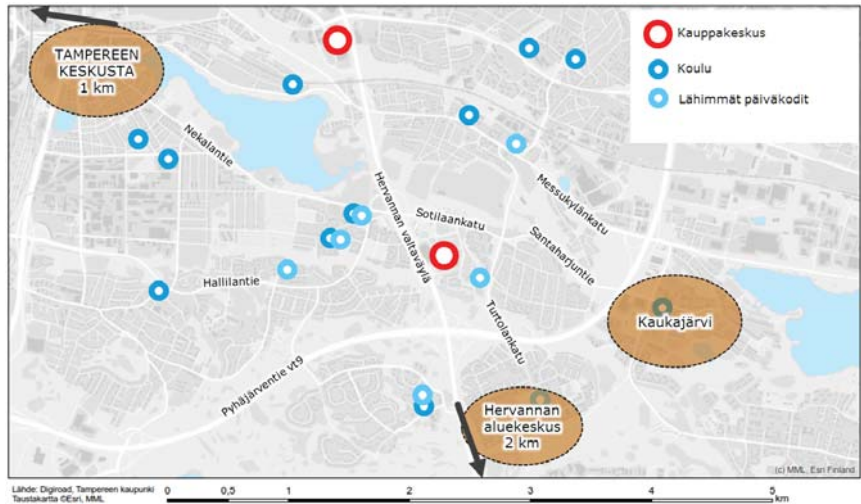 TAMPEREEN
KESKUSTA
1 km
Kauppakeskus
Koulu
Lähimmät päiväkodit
Nekalantie
Hervannan valtaväylä
Messukylänkatu
Sotilaankatu
Santaharjuntie
Hallilantie
Turtolankatu
Kaukajärvi
Pyhäjärventie vt9
Hervannan
aluekeskus
2 km
(c) MML, Esri Finland
Lähde: Digiroad, Tampereen kaupunki
Taustakartta ©Esri, MML
0 0,5 1 2 3 4 5
km